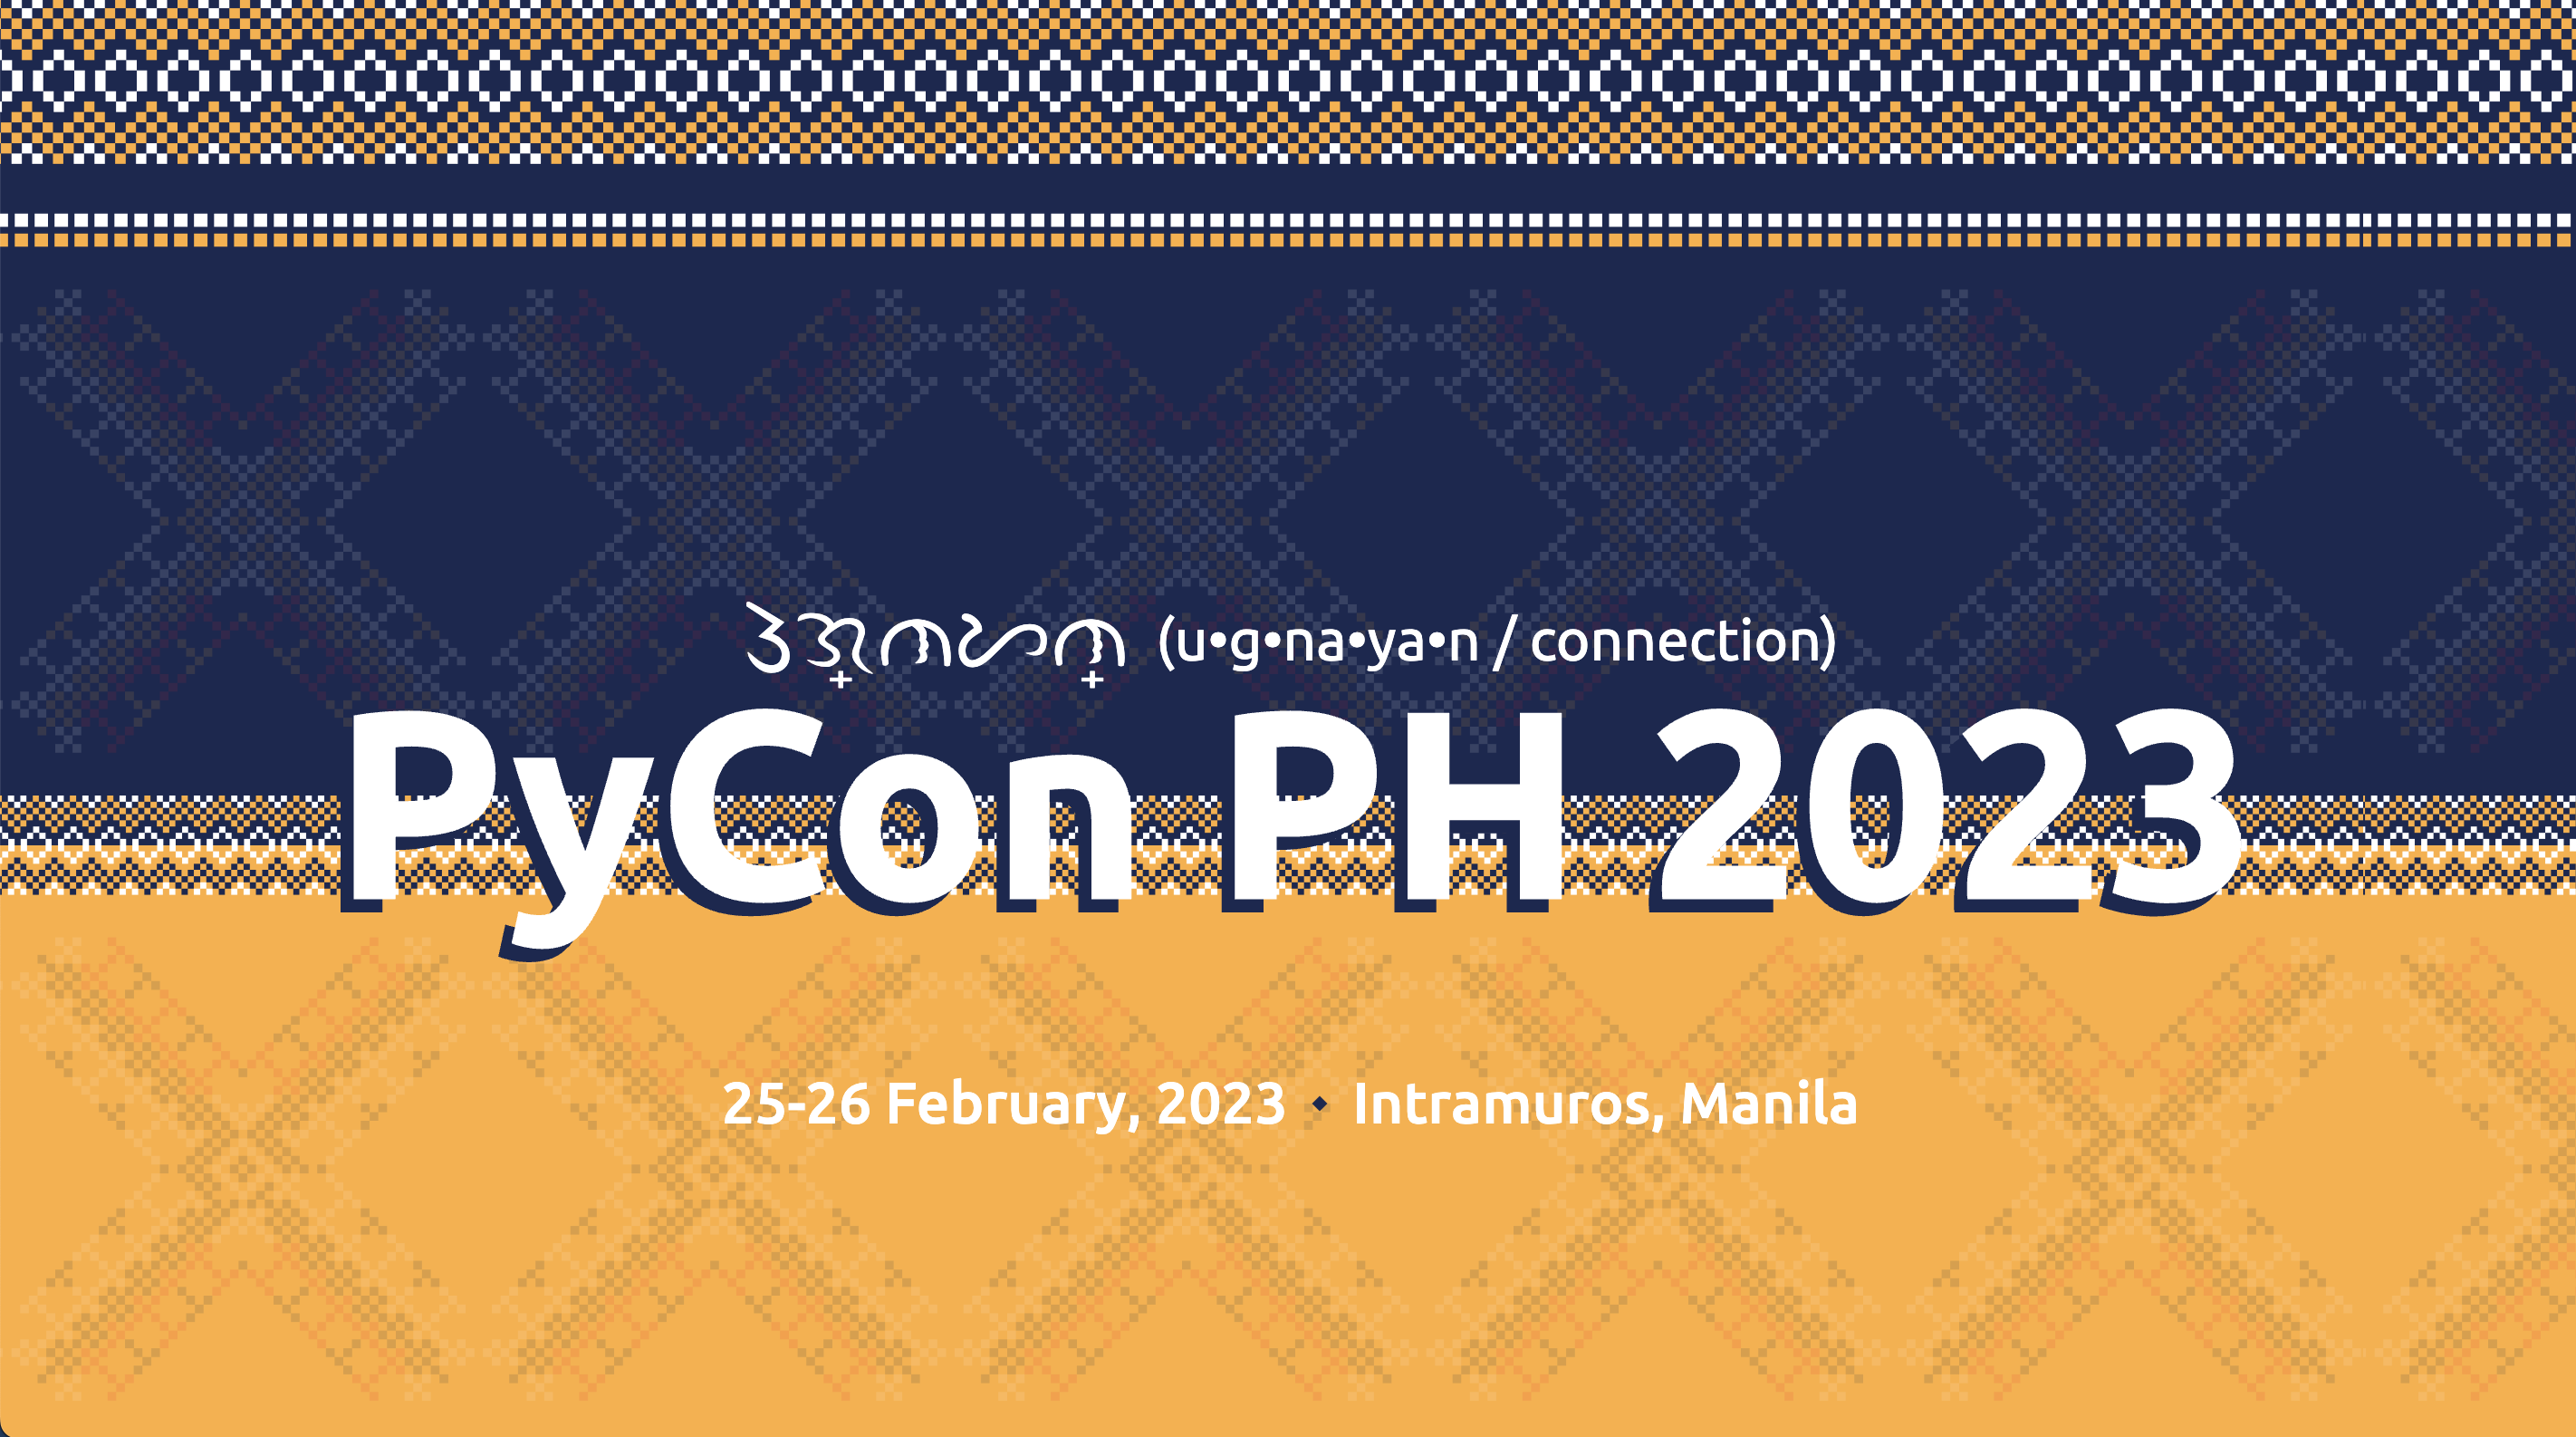 ᜂᜄ᜔ᜈᜌᜈ᜔ (u•g•na•ya•n / connection)
PyCon PH 2023
25-26 February, 2023 ◆ Intramuros, Manila